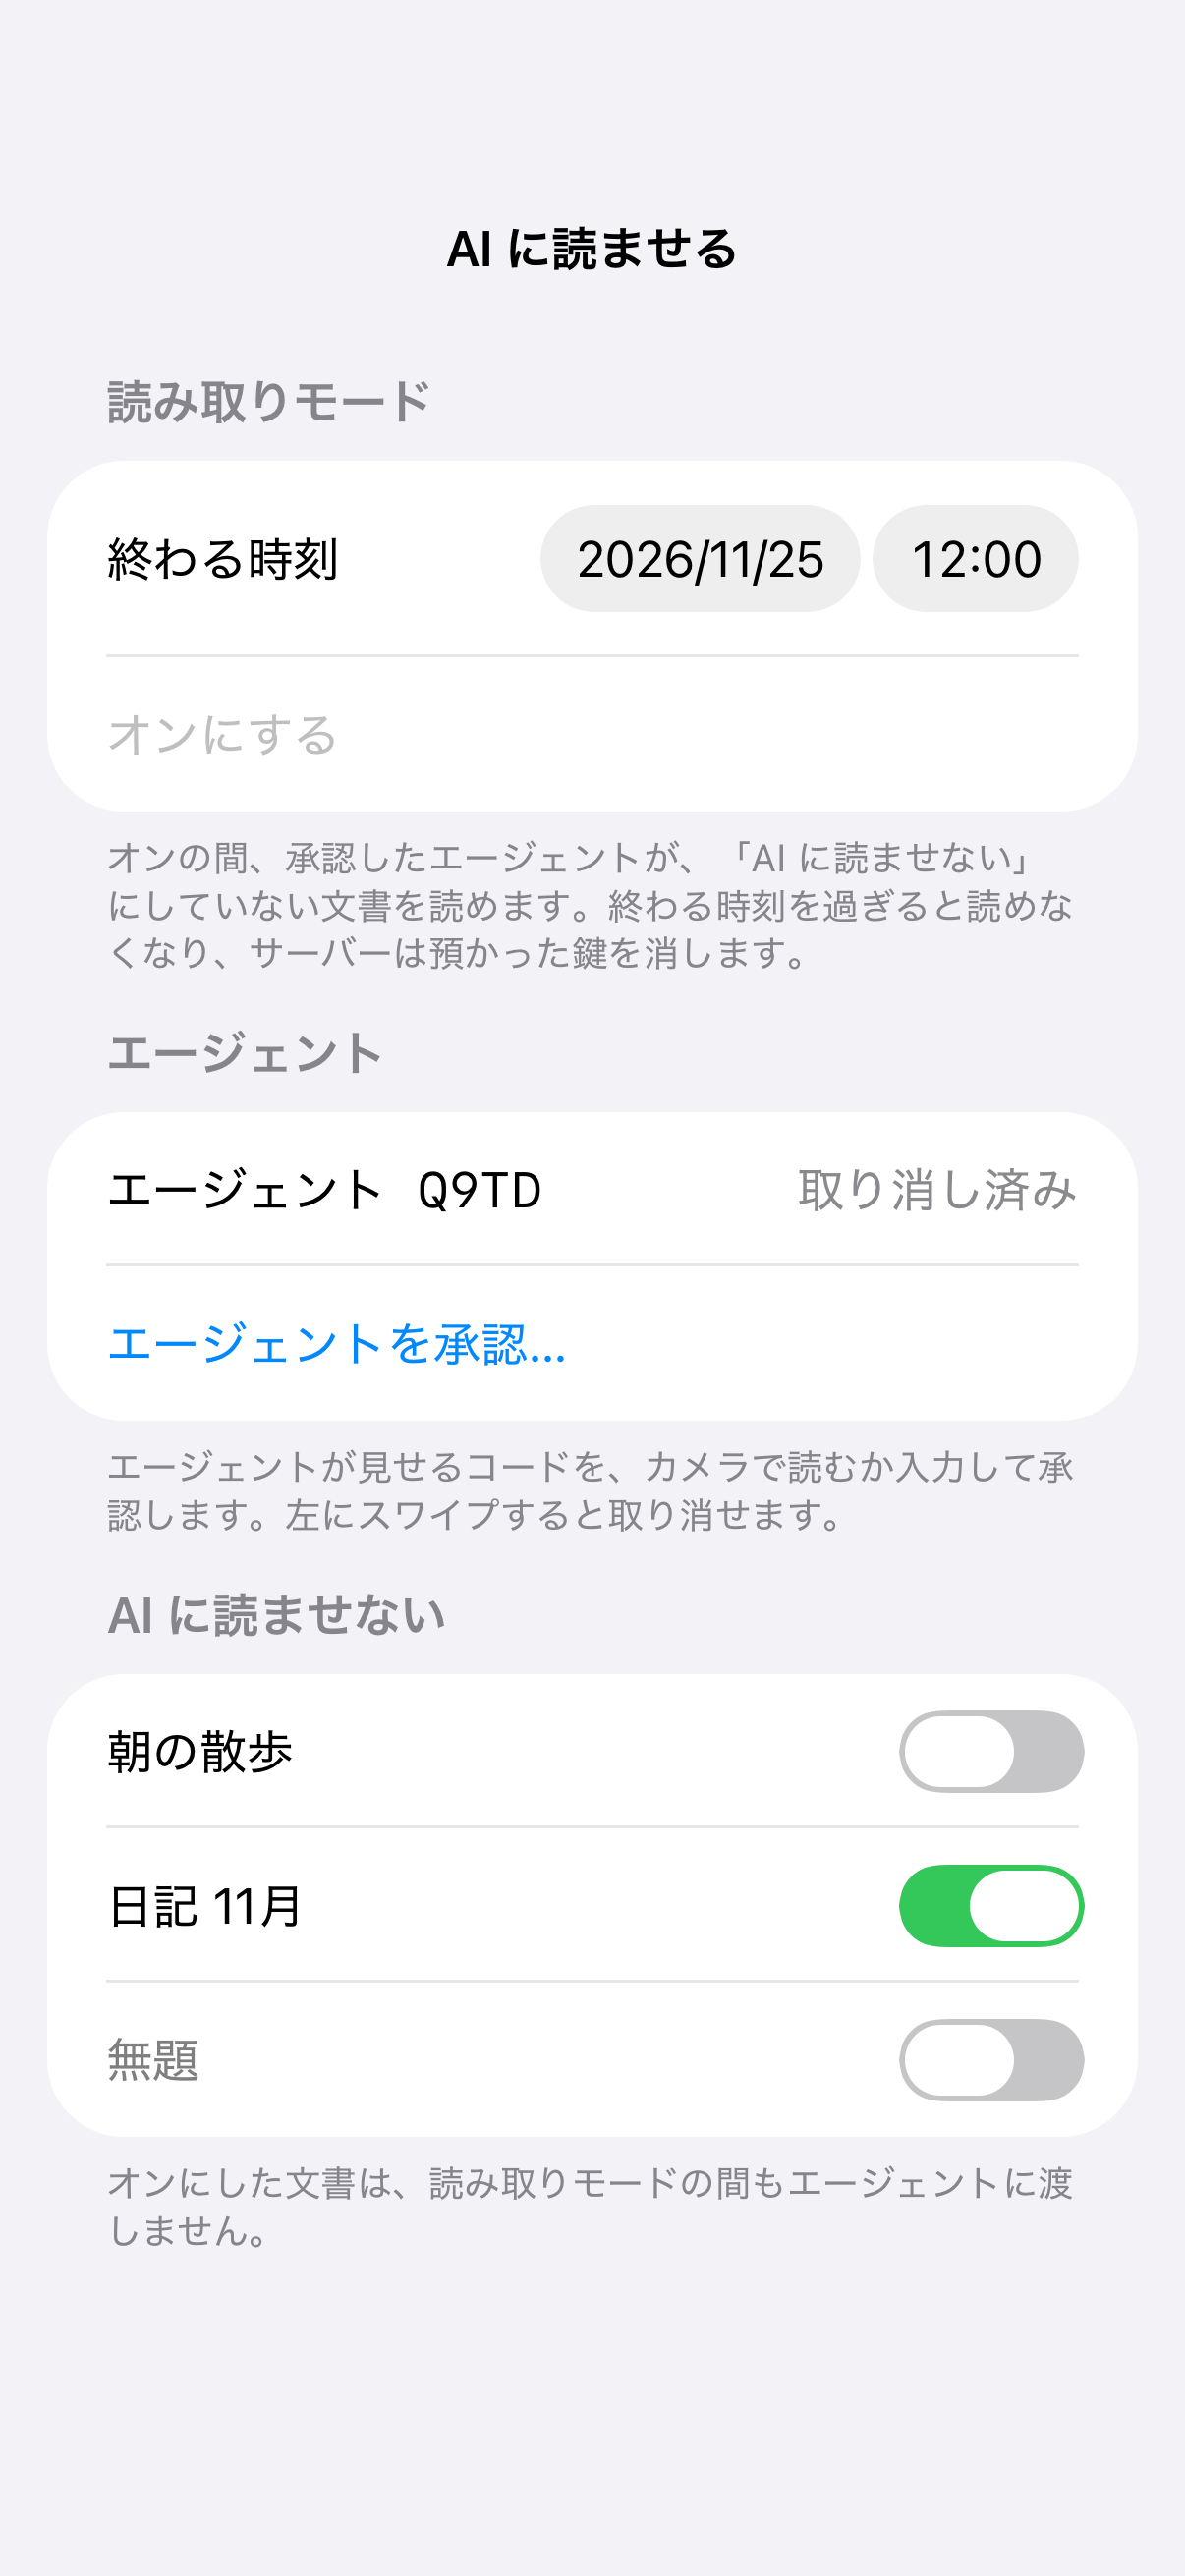 AI に読ませる
読み取りモード
終わる時刻 2026/11/25 12:00
オンにする
オンの間、承認したエージェントが、「AI に読ませない」
にしていない文書を読めます。終わる時刻を過ぎると読めな
くなり、サーバーは預かった鍵を消します。
エージェント
エージェント Q9TD 取り消し済み
エージェントを承認...
エージェントが見せるコードを、カメラで読むか入力して承
認します。左にスワイプすると取り消せます。
AI に読ませない
朝の散歩
日記 11月
無題
オンにした文書は、読み取りモードの間もエージェントに渡
しません。